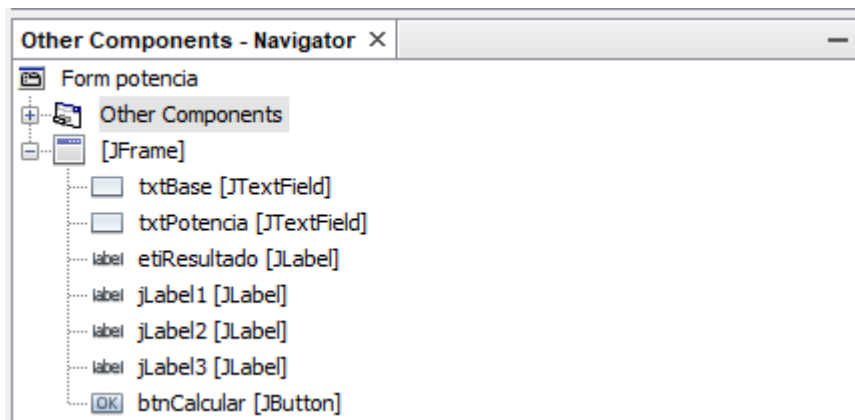 Other Components - Navigator ×
Form potencia
Other Components
[JFrame]
txtBase [JTextField]
txtPotencia [JTextField]
label etiResultado [JLabel]
label jLabel1 [JLabel]
label jLabel2 [JLabel]
label jLabel3 [JLabel]
OK btnCalcular [JButton]